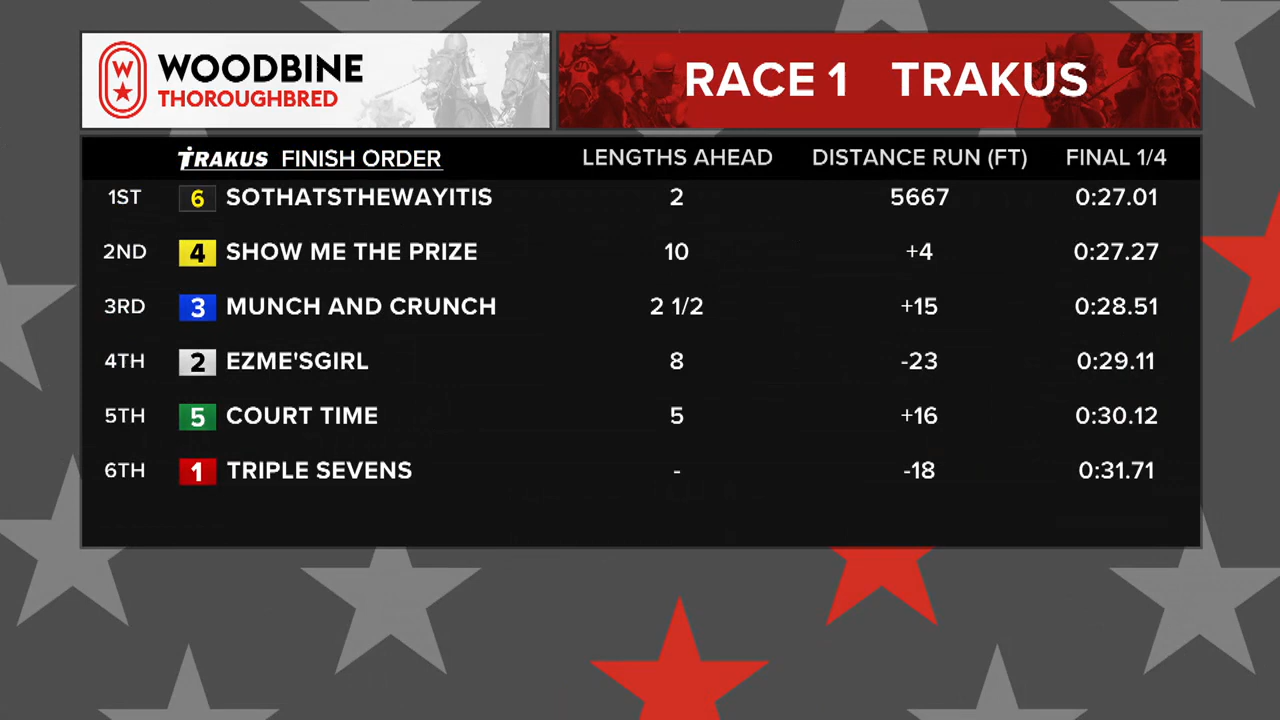 W WOODBINE
THOROUGHBRED
RACE 1 TRAKUS
TRAKUS FINISH ORDER LENGTHS AHEAD DISTANCE RUN (FT) FINAL 1/4
1ST 6 SOTHATSTHEWAYITIS 2 5667 0:27.01
2ND 4 SHOW ME THE PRIZE 10 +4 0:27.27
3RD 3 MUNCH AND CRUNCH 2 1/2 +15 0:28.51
4TH 2 EZME'SGIRL 8 -23 0:29.11
5TH 5 COURT TIME 5 +16 0:30.12
6TH 1 TRIPLE SEVENS - -18 0:31.71